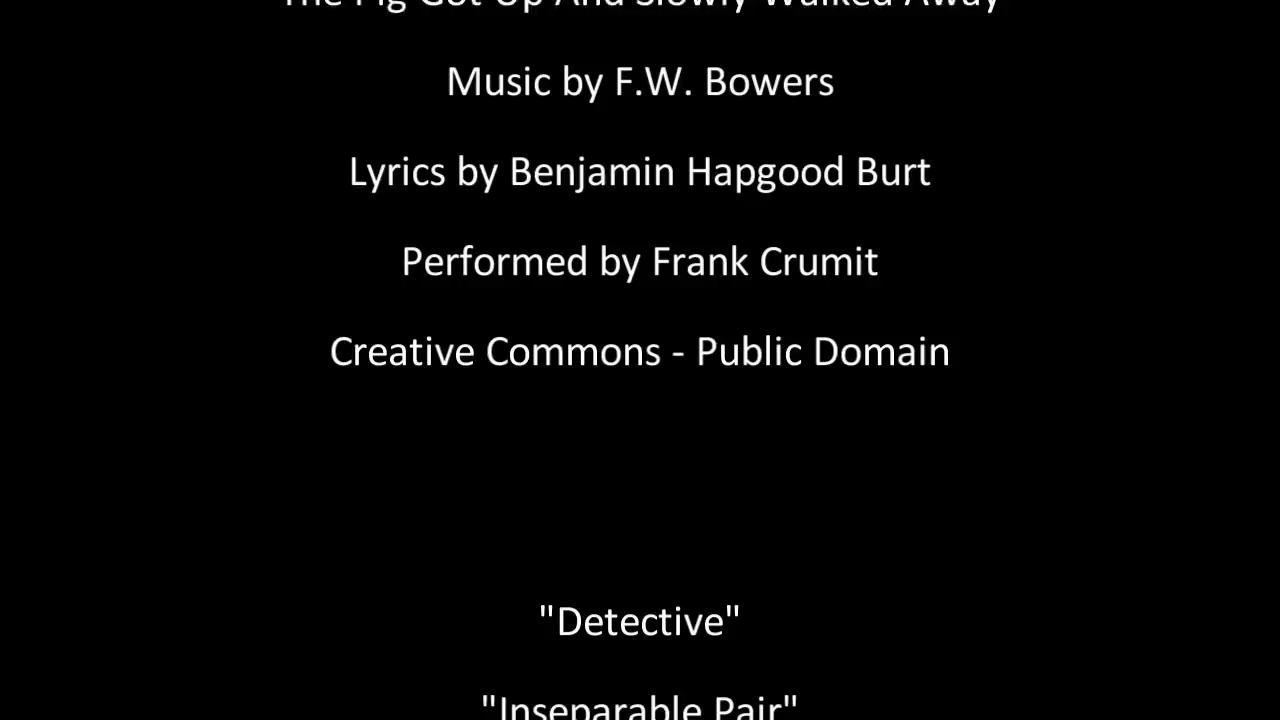 The Pig Got Up And Slowly Walked Away
Music by F.W. Bowers
Lyrics by Benjamin Hapgood Burt
Performed by Frank Crumit
Creative Commons - Public Domain
"Detective"
"Inseparable Pair"